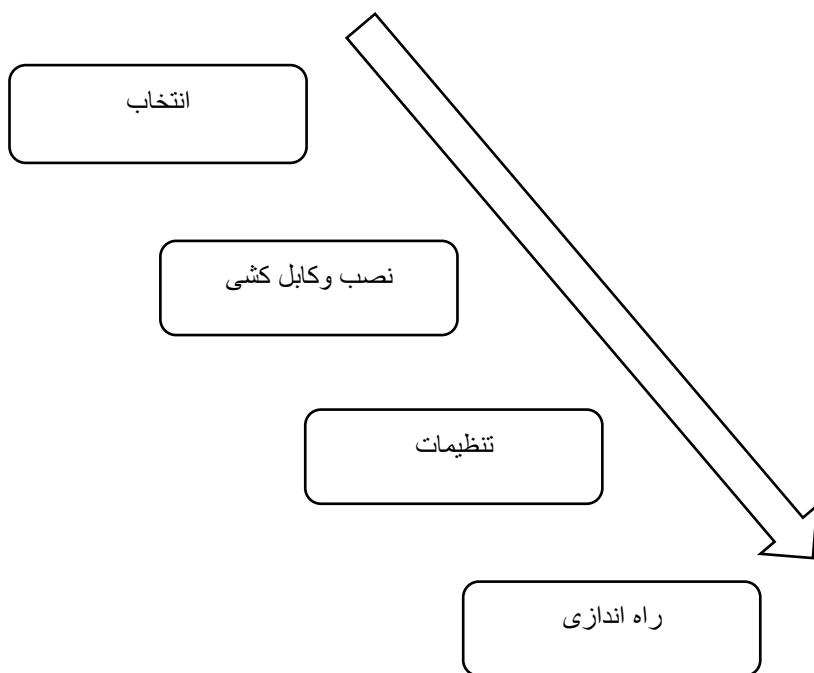 انتخاب
نصب وکابل کشی
تنظیمات
راه اندازی